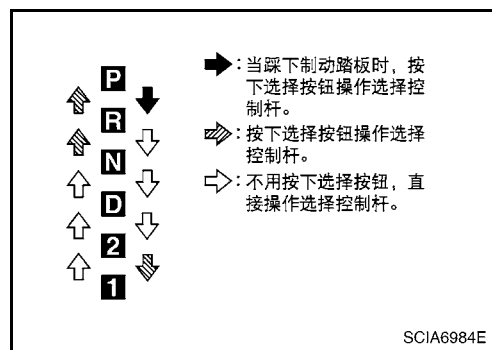 P
R
N
D
2
1
：当踩下制动踏板时，按
下选择按钮操作选择控
制杆。
：按下选择按钮操作选择
控制杆。
：不用按下选择按钮，直
接操作选择控制杆。
SCIA6984E